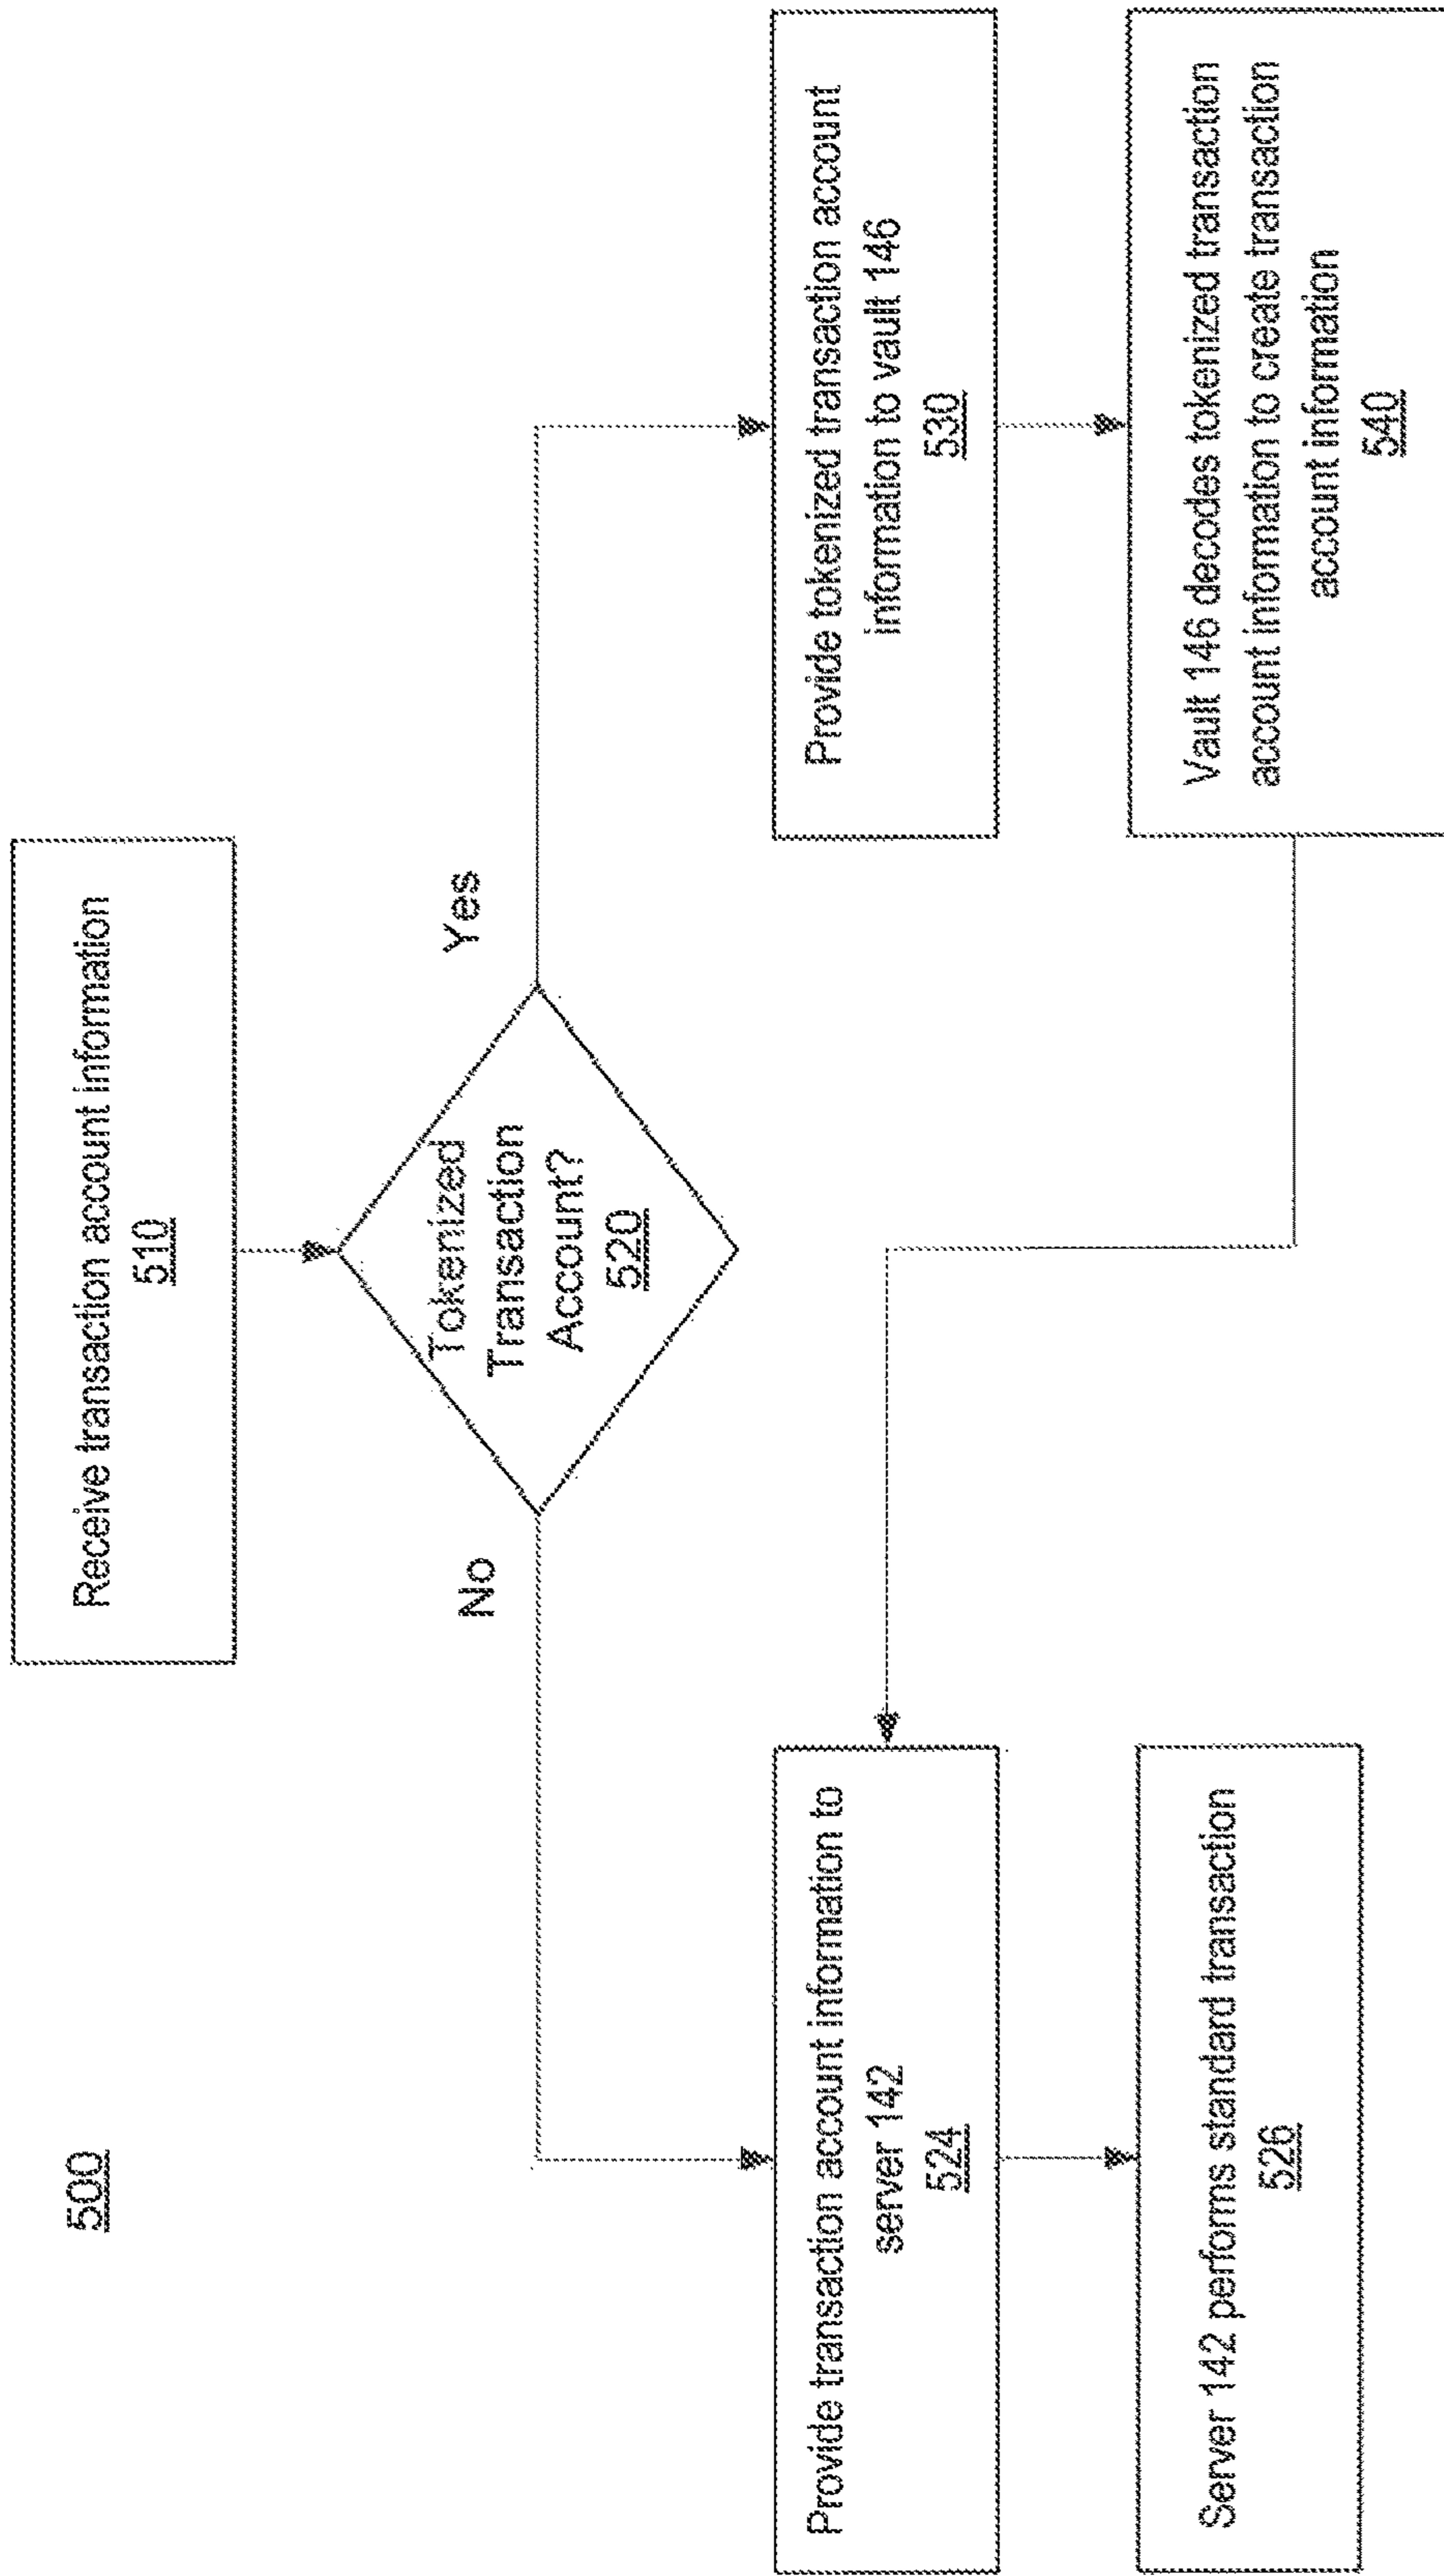 500
Receive transaction account information
510
Tokenized
Transaction
Account?
520
No
Yes
Provide transaction account information to
server 142
524
Server 142 performs standard transaction
526
Provide tokenized transaction account
information to vault 146
530
Vault 146 decodes tokenized transaction
account information to create transaction
account information
540